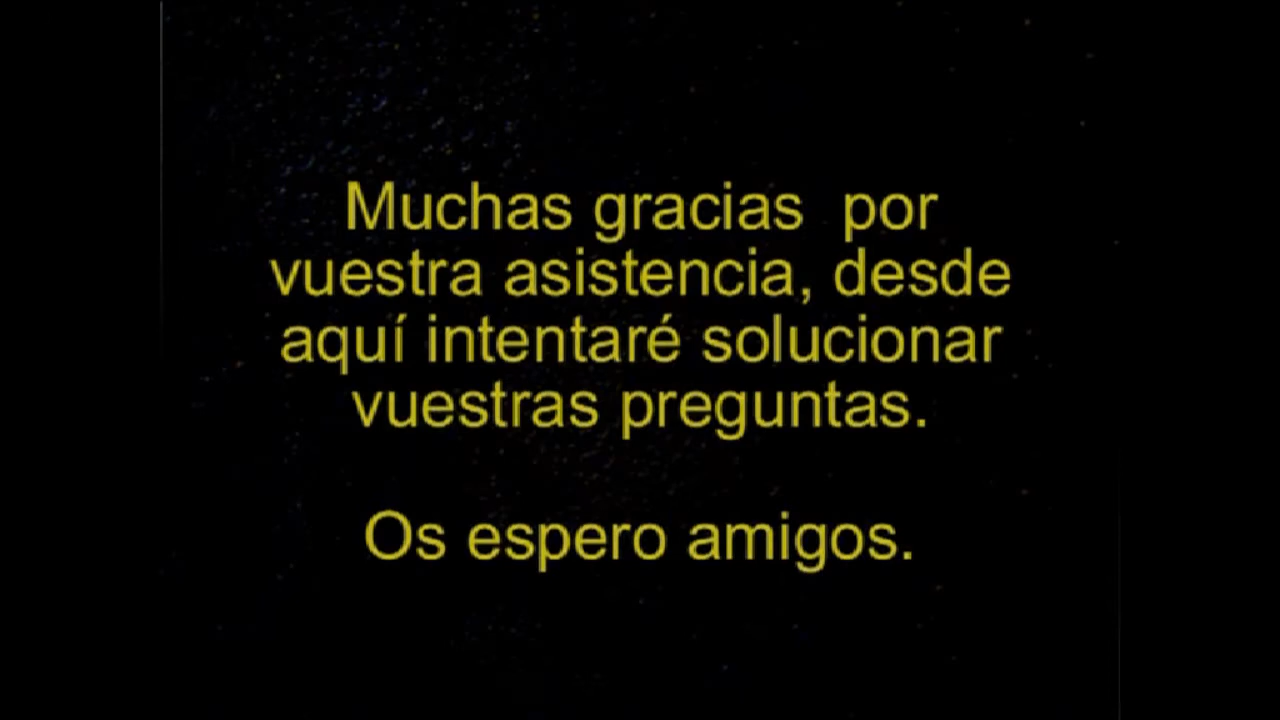 Muchas gracias  por
vuestra asistencia, desde
aquí intentaré solucionar
vuestras preguntas.
Os espero amigos.